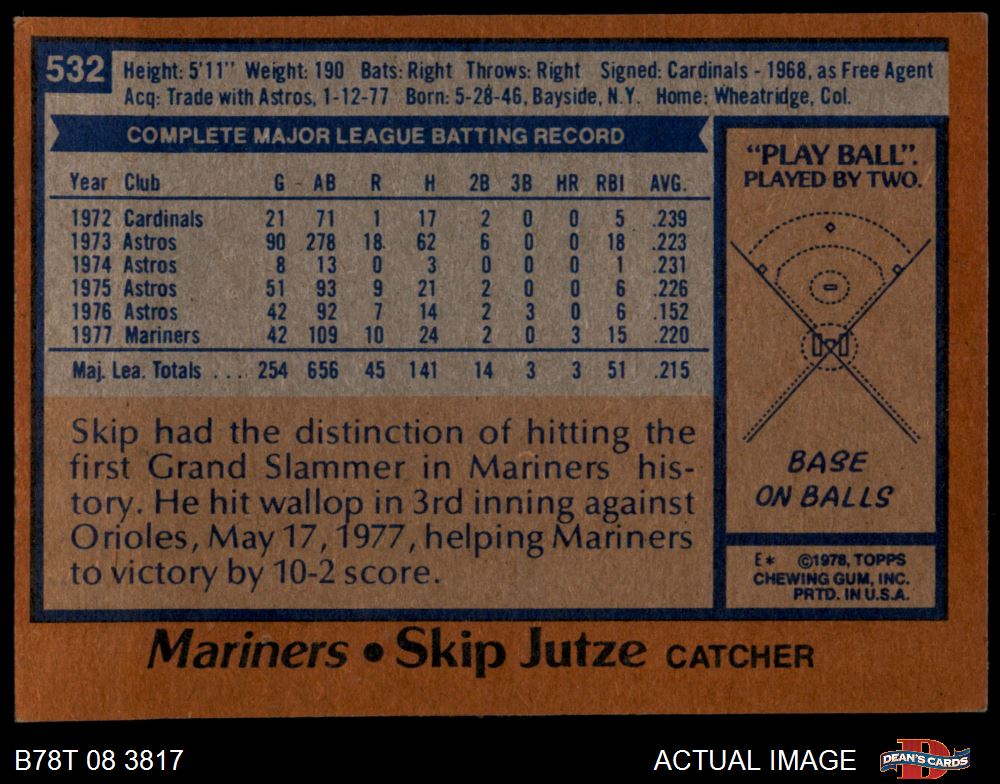 532
Height: 5'11" Weight: 190 Bats: Right Throws: Right Signed: Cardinals - 1968, as Free Agent
Acq: Trade with Astros, 1-12-77 Born: 5-28-46, Bayside, N.Y. Home: Wheatridge, Col.
COMPLETE MAJOR LEAGUE BATTING RECORD
Year Club G - AB R H 2B 3B HR RBI AVG.
1972 Cardinals 21 71 1 17 2 0 0 5 .239
1973 Astros 90 278 18 62 6 0 0 18 .223
1974 Astros 8 13 0 3 0 0 0 1 .231
1975 Astros 51 93 9 21 2 0 0 6 .226
1976 Astros 42 92 7 14 2 3 0 6 .152
1977 Mariners 42 109 10 24 2 0 3 15 .220
Maj. Lea. Totals .... 254 656 45 141 14 3 3 51 .215
Skip had the distinction of hitting the
first Grand Slammer in Mariners' his-
tory. He hit wallop in 3rd inning against
Orioles, May 17, 1977, helping Mariners
to victory by 10-2 score.
"PLAY BALL".
PLAYED BY TWO.
BASE
ON BALLS
E* ©1978, TOPPS
CHEWING GUM, INC.
PRTD. IN U.S.A.
Mariners • Skip Jutze CATCHER
B78T 08 3817
ACTUAL IMAGE
DEAN'S CARDS